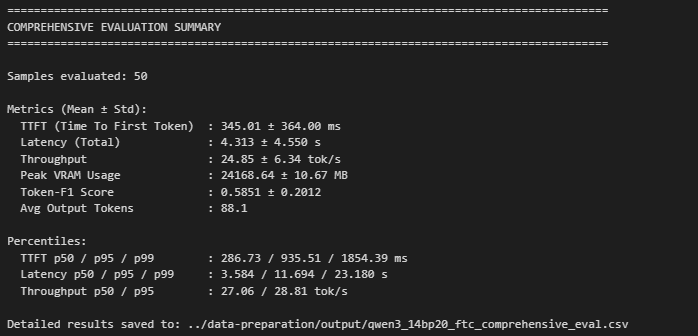 ==========================================================================================
COMPREHENSIVE EVALUATION SUMMARY
==========================================================================================
Samples evaluated: 50
Metrics (Mean ± Std):
TTFT (Time To First Token) : 345.01 ± 364.00 ms
Latency (Total) : 4.313 ± 4.550 s
Throughput : 24.85 ± 6.34 tok/s
Peak VRAM Usage : 24168.64 ± 10.67 MB
Token-F1 Score : 0.5851 ± 0.2012
Avg Output Tokens : 88.1
Percentiles:
TTFT p50 / p95 / p99 : 286.73 / 935.51 / 1854.39 ms
Latency p50 / p95 / p99 : 3.584 / 11.694 / 23.180 s
Throughput p50 / p95 : 27.06 / 28.81 tok/s
Detailed results saved to: ../data-preparation/output/qwen3_14bp20_ftc_comprehensive_eval.csv